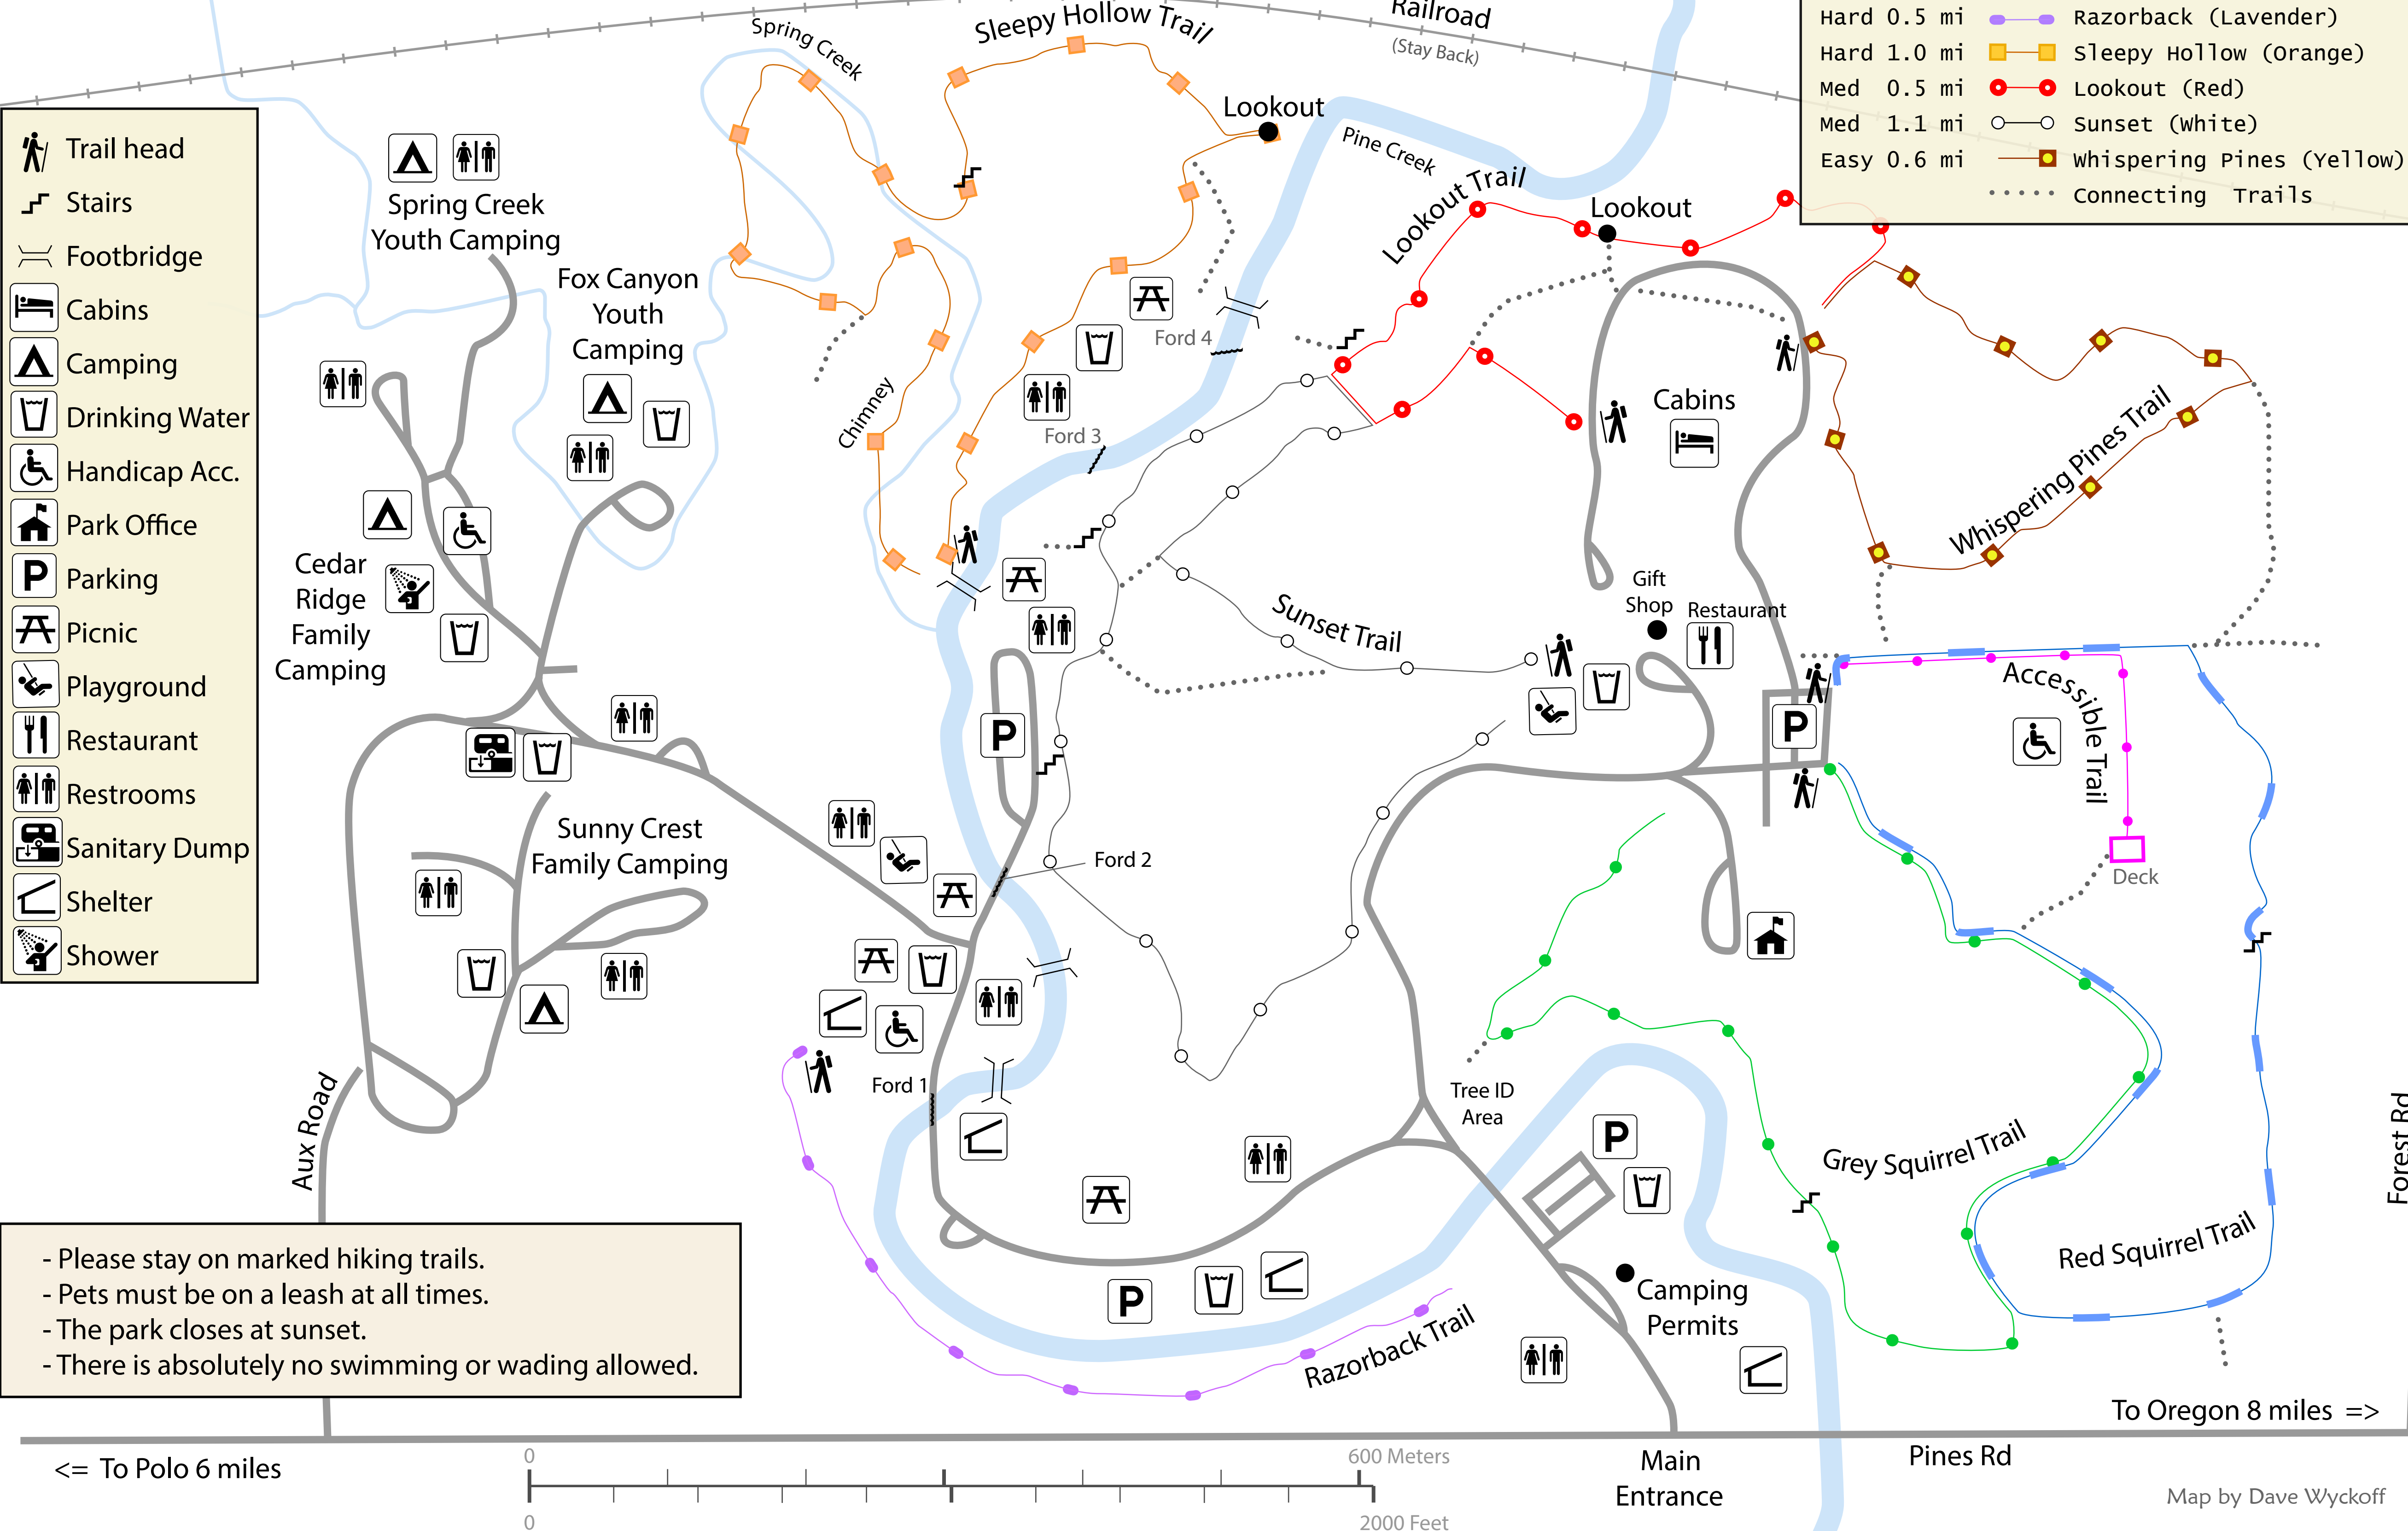 Railroad
(Stay Back)
Sleepy Hollow Trail
Spring Creek
Lookout
Pine Creek
Lookout Trail
Lookout
Hard 0.5 mi Razorback (Lavender)
Hard 1.0 mi Sleepy Hollow (Orange)
Med 0.5 mi Lookout (Red)
Med 1.1 mi Sunset (White)
Easy 0.6 mi Whispering Pines (Yellow)
Connecting Trails
Trail head
Stairs
Footbridge
Cabins
Camping
Drinking Water
Handicap Acc.
Park Office
P Parking
Picnic
Playground
Restaurant
Restrooms
Sanitary Dump
Shelter
Shower
Spring Creek
Youth Camping
Fox Canyon
Youth
Camping
Chimney
Ford 4
Ford 3
Cabins
Whispering Pines Trail
Cedar
Ridge
Family
Camping
Sunset Trail
Gift
Shop
Restaurant
P
P
Accessible Trail
Deck
Sunny Crest
Family Camping
Ford 2
Ford 1
Tree ID
Area
P
Grey Squirrel Trail
Red Squirrel Trail
Forest Rd
Aux Road
P
Camping
Permits
Razorback Trail
- Please stay on marked hiking trails.
- Pets must be on a leash at all times.
- The park closes at sunset.
- There is absolutely no swimming or wading allowed.
To Oregon 8 miles =>
<= To Polo 6 miles
Pines Rd
Main
Entrance
0 600 Meters
0 2000 Feet
Map by Dave Wyckoff